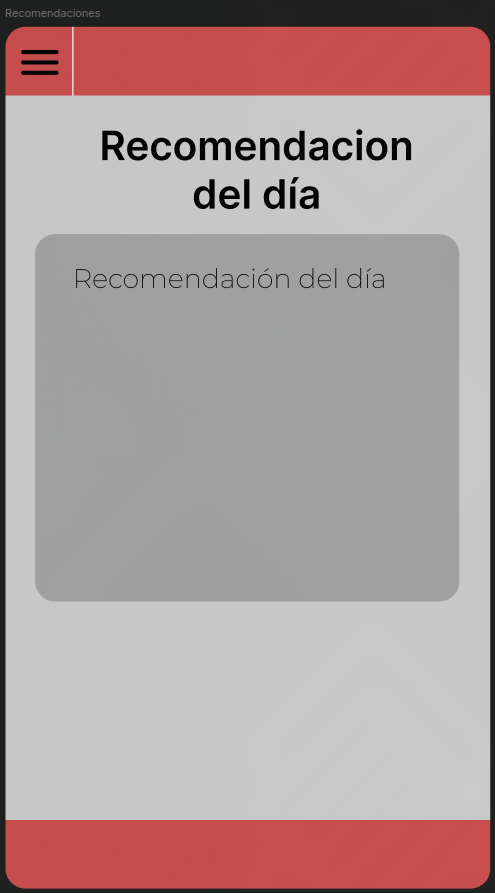 Recomendaciones
Recomendacion
del día
Recomendación del día